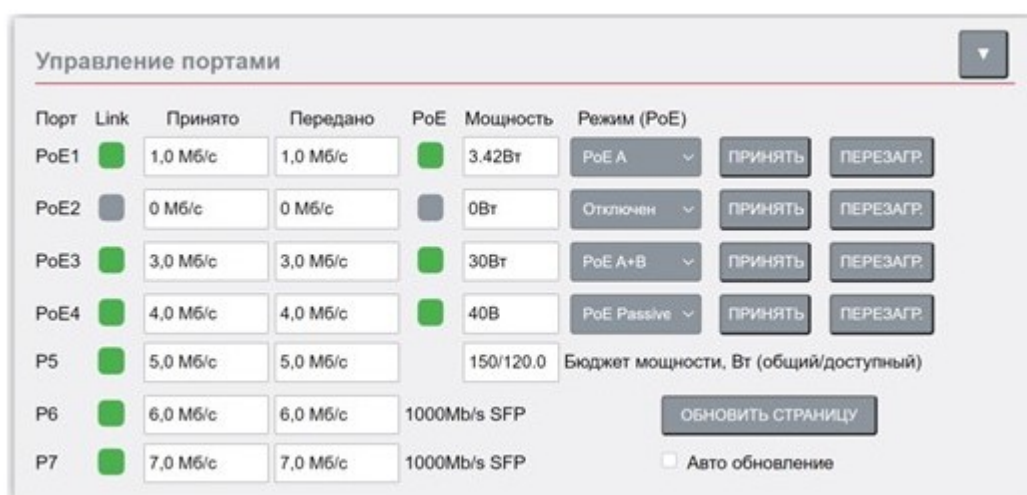 Управление портами
▼
Порт Link Принято Передано PoE Мощность Режим (PoE)
PoE1 1,0 Мб/с 1,0 Мб/с 3.42Вт PoE A ПРИНЯТЬ ПЕРЕЗАГР.
PoE2 0 Мб/с 0 Мб/с 0Вт Отключен ПРИНЯТЬ ПЕРЕЗАГР.
PoE3 3,0 Мб/с 3,0 Мб/с 30Вт PoE A+B ПРИНЯТЬ ПЕРЕЗАГР.
PoE4 4,0 Мб/с 4,0 Мб/с 40В PoE Passive ПРИНЯТЬ ПЕРЕЗАГР.
P5 5,0 Мб/с 5,0 Мб/с 150/120.0 Бюджет мощности, Вт (общий/доступный)
P6 6,0 Мб/с 6,0 Мб/с 1000Mb/s SFP ОБНОВИТЬ СТРАНИЦУ
P7 7,0 Мб/с 7,0 Мб/с 1000Mb/s SFP Авто обновление